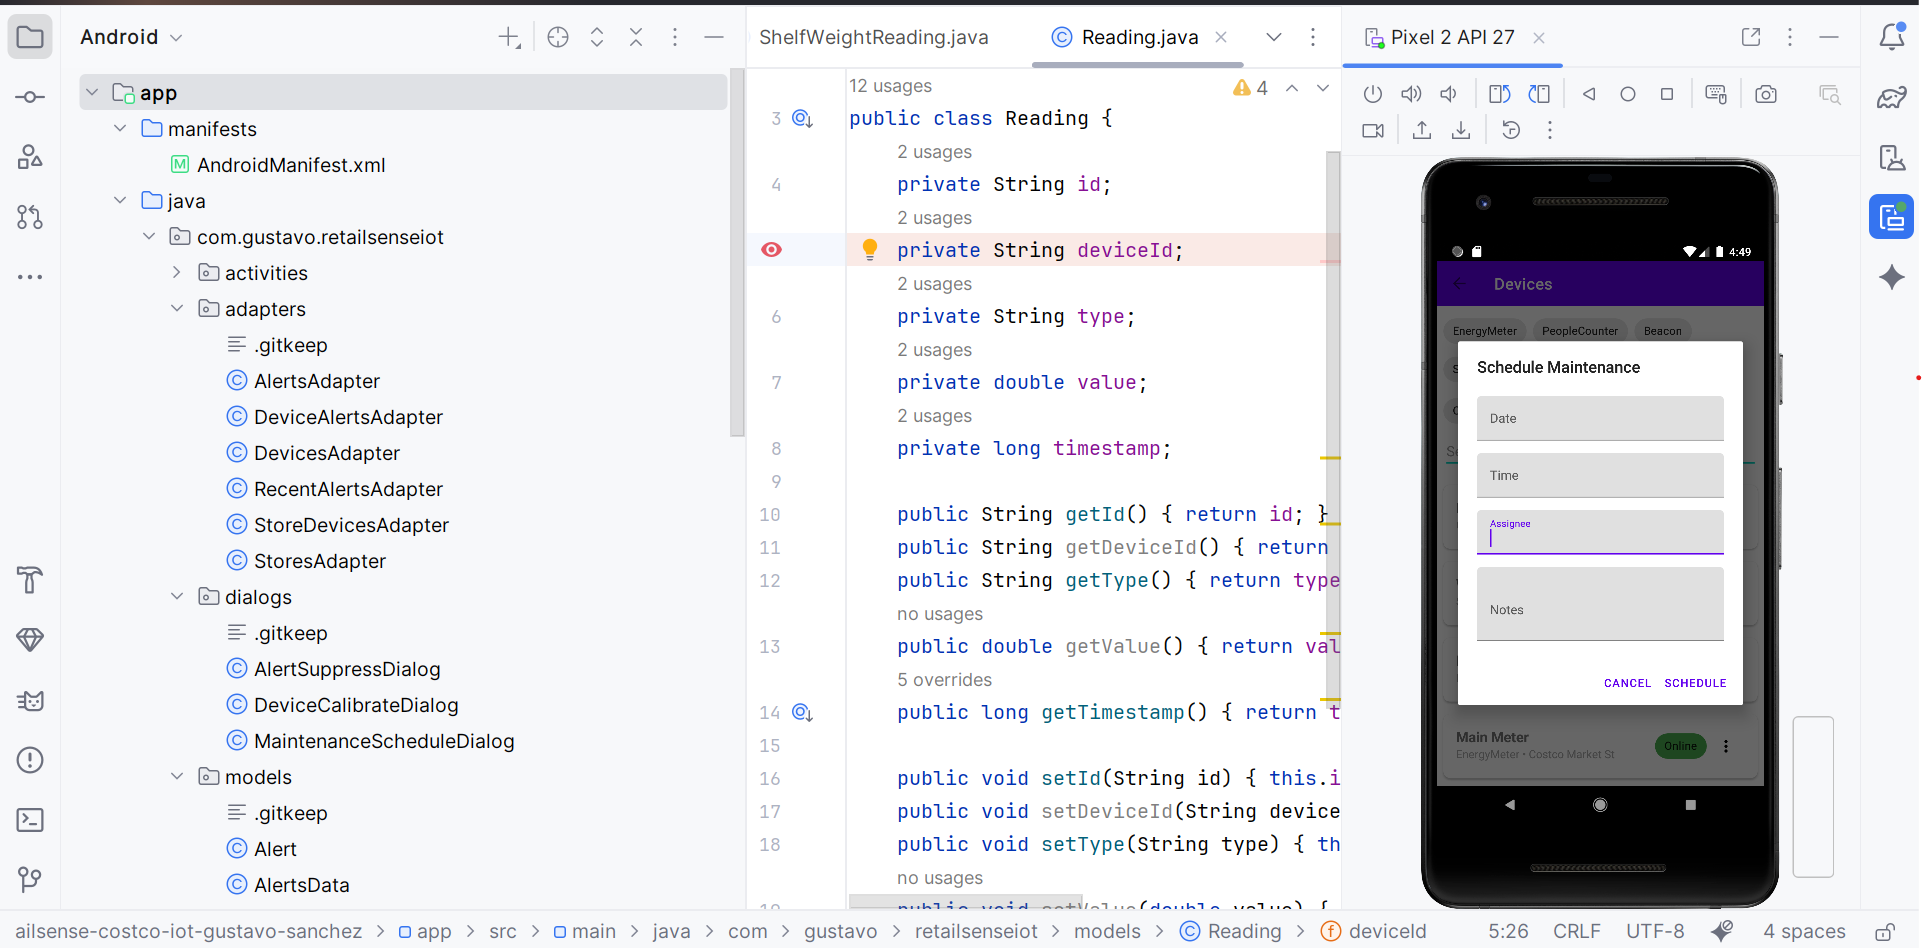 Android
app
manifests
AndroidManifest.xml
java
com.gustavo.retailsenseiot
activities
adapters
.gitkeep
AlertsAdapter
DeviceAlertsAdapter
DevicesAdapter
RecentAlertsAdapter
StoreDevicesAdapter
StoresAdapter
dialogs
.gitkeep
AlertSuppressDialog
DeviceCalibrateDialog
MaintenanceScheduleDialog
models
.gitkeep
Alert
AlertsData
ShelfWeightReading.java
Reading.java
12 usages
4
3 public class Reading {
2 usages
4 private String id;
2 usages
private String deviceId;
2 usages
6 private String type;
2 usages
7 private double value;
2 usages
8 private long timestamp;
9
10 public String getId() { return id; }
11 public String getDeviceId() { return
12 public String getType() { return type
no usages
13 public double getValue() { return val
5 overrides
14 public long getTimestamp() { return t
15
16 public void setId(String id) { this.i
17 public void setDeviceId(String device
18 public void setType(String type) { th
no usages
19 public void setValue(double value) {
Pixel 2 API 27
4:49
Devices
EnergyMeter PeopleCounter Beacon
Schedule Maintenance
Date
Time
Assignee
Notes
CANCEL SCHEDULE
Main Meter
EnergyMeter • Costco Market St
Online
ailsense-costco-iot-gustavo-sanchez > app > src > main > java > com > gustavo > retailsenseiot > models > Reading > deviceId
5:26 CRLF UTF-8 4 spaces